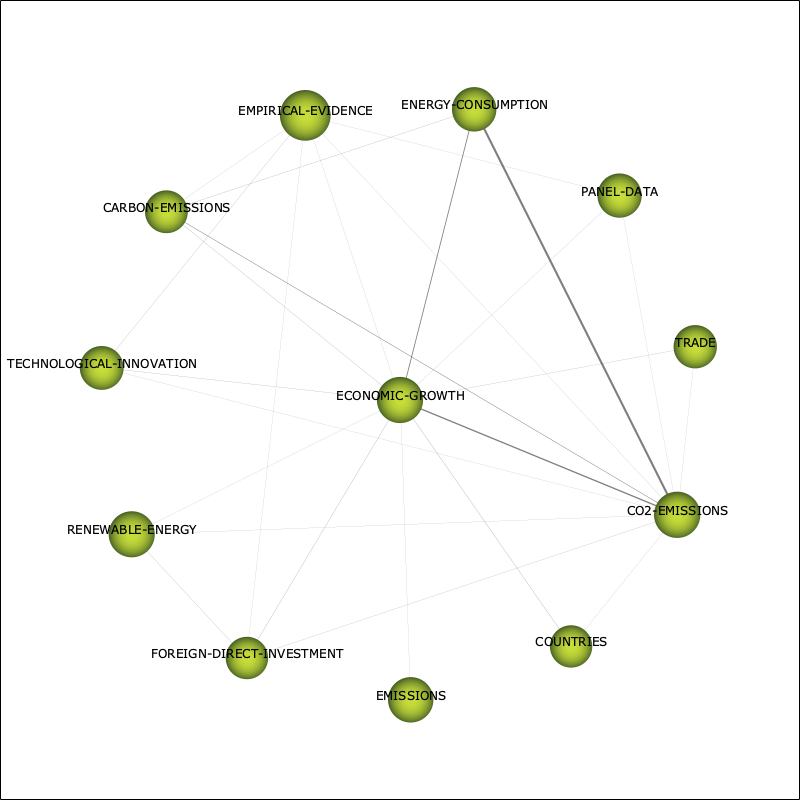 ENERGY-CONSUMPTION
EMPIRICAL-EVIDENCE
PANEL-DATA
CARBON-EMISSIONS
TRADE
TECHNOLOGICAL-INNOVATION
ECONOMIC-GROWTH
CO2-EMISSIONS
RENEWABLE-ENERGY
COUNTRIES
FOREIGN-DIRECT-INVESTMENT
EMISSIONS